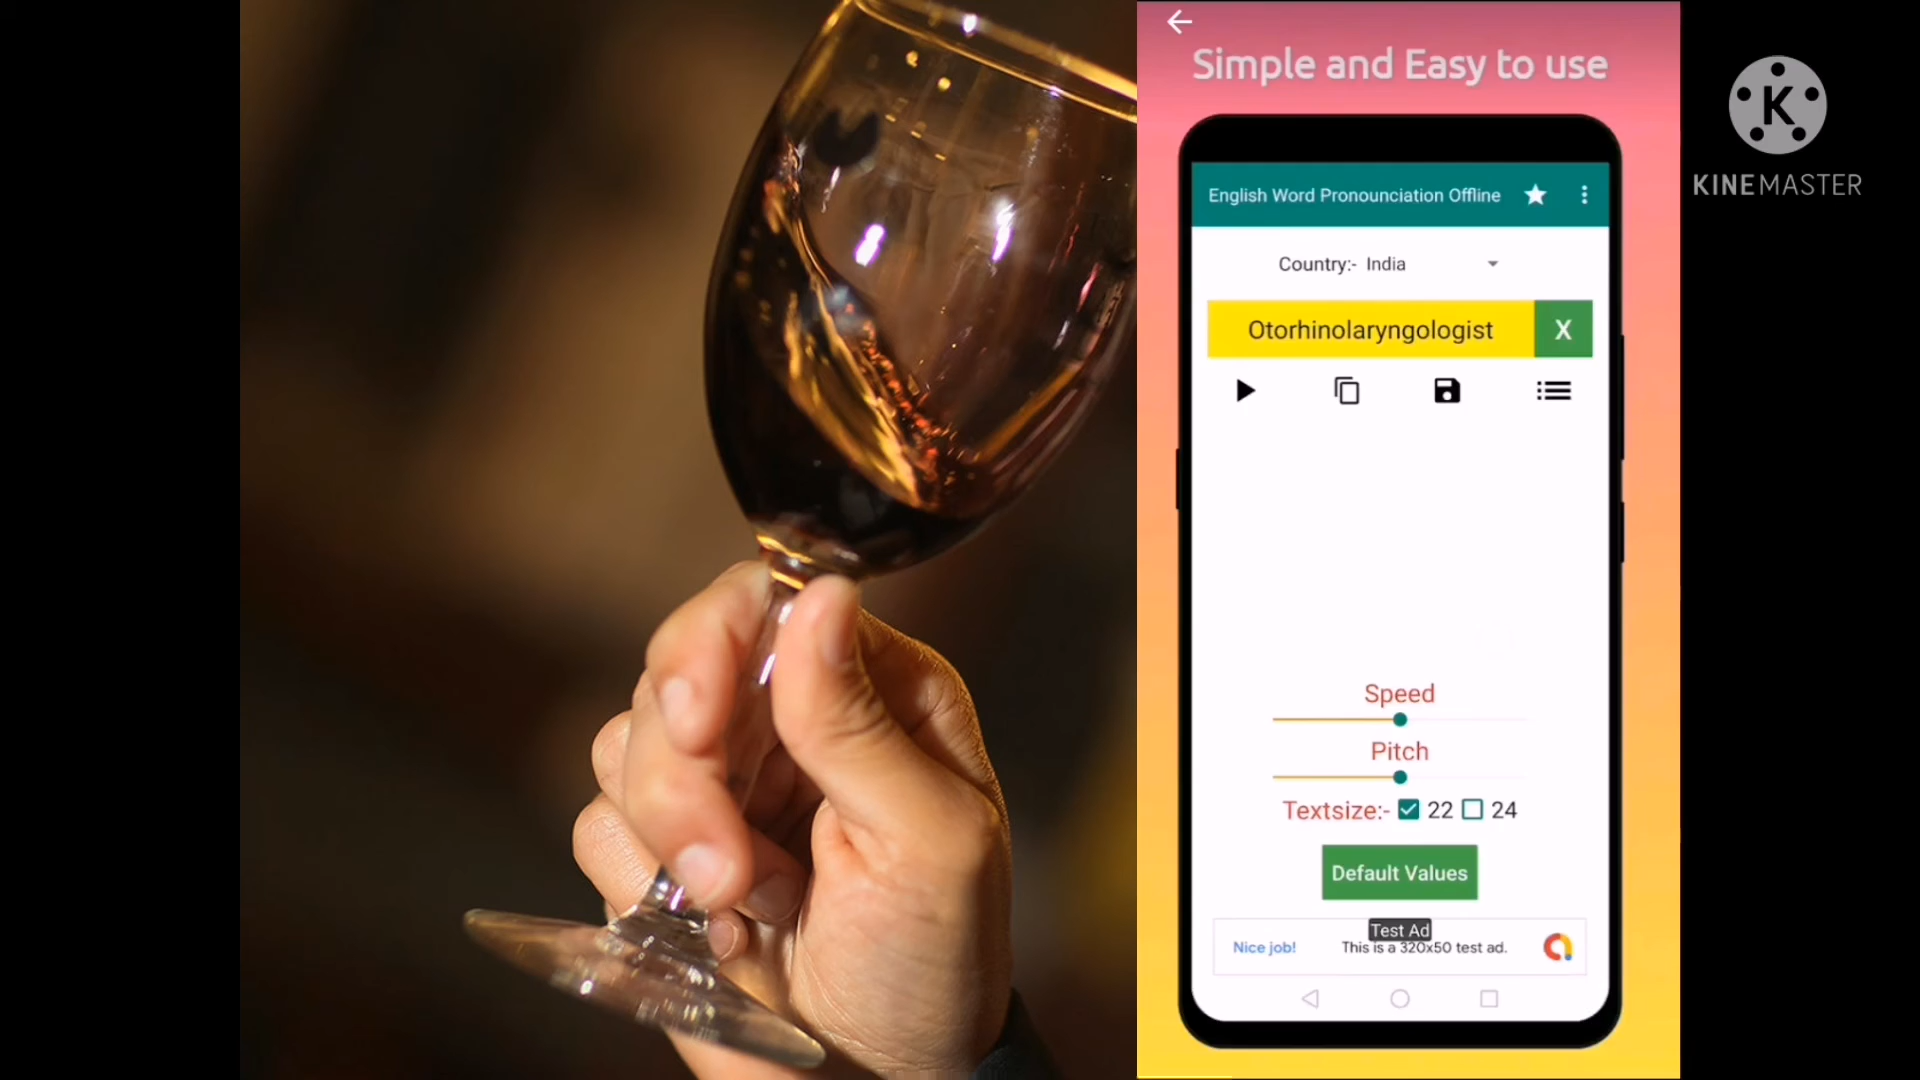 Simple and Easy to use
K
KINEMASTER
English Word Pronounciation Offline
Country:- India
Otorhinolaryngologist X
Speed
Pitch
Textsize:- 22 24
Default Values
Test Ad
Nice job! This is a 320x50 test ad.